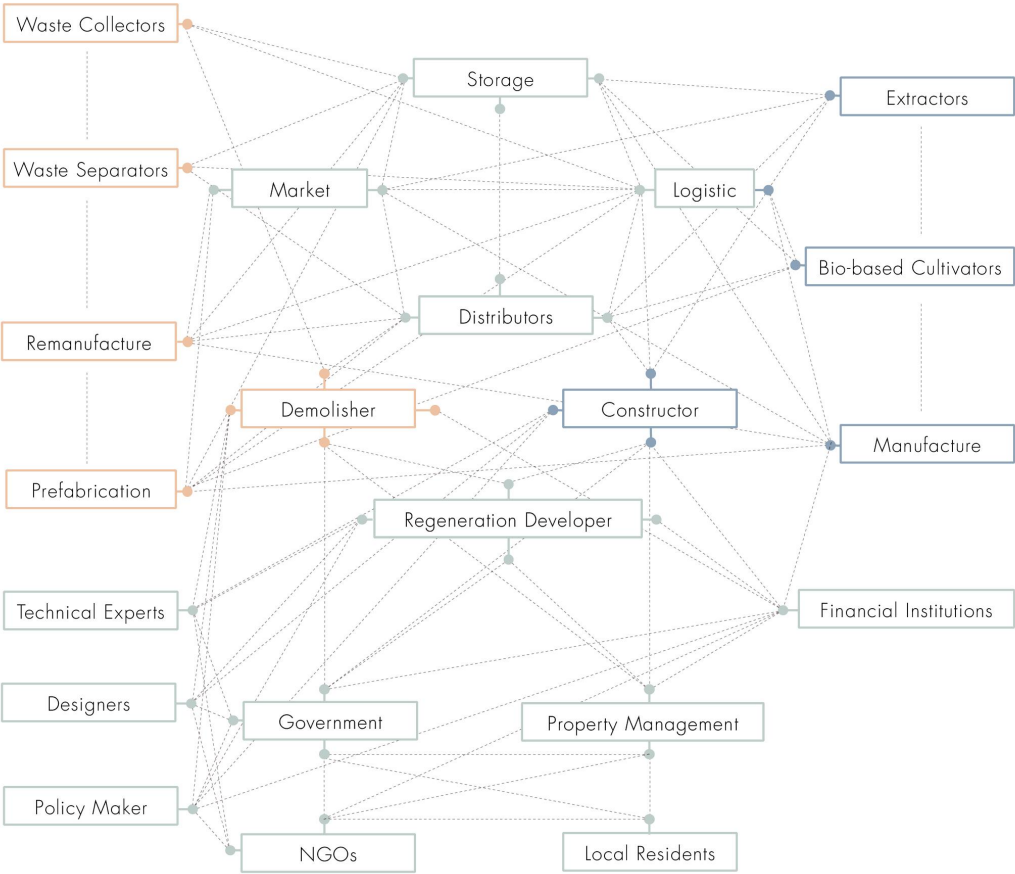 Waste Collectors
Storage
Extractors
Waste Separators
Market
Logistic
Bio-based Cultivators
Distributors
Remanufacture
Demolisher
Constructor
Manufacture
Prefabrication
Regeneration Developer
Technical Experts
Financial Institutions
Designers
Government
Property Management
Policy Maker
NGOs
Local Residents